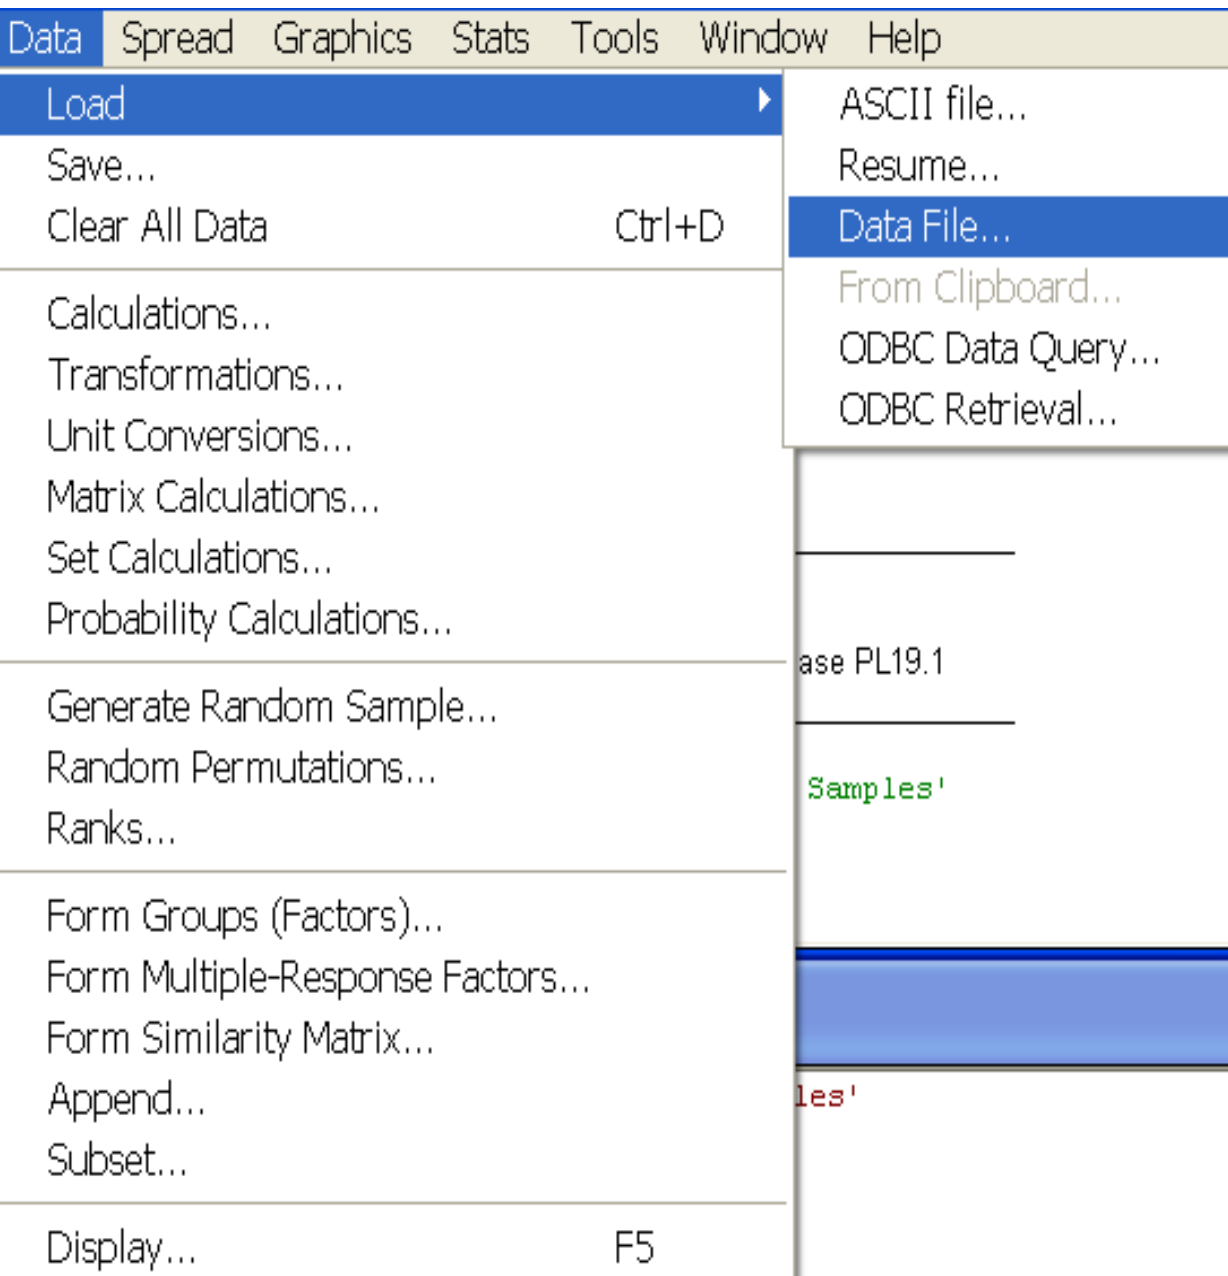 Data Spread Graphics Stats Tools Window Help
Load
Save...
Clear All Data Ctrl+D
Calculations...
Transformations...
Unit Conversions...
Matrix Calculations...
Set Calculations...
Probability Calculations...
Generate Random Sample...
Random Permutations...
Ranks...
Form Groups (Factors)...
Form Multiple-Response Factors...
Form Similarity Matrix...
Append...
Subset...
Display... F5
ASCII file...
Resume...
Data File...
From Clipboard...
ODBC Data Query...
ODBC Retrieval...
ase PL19.1
Samples'
les'